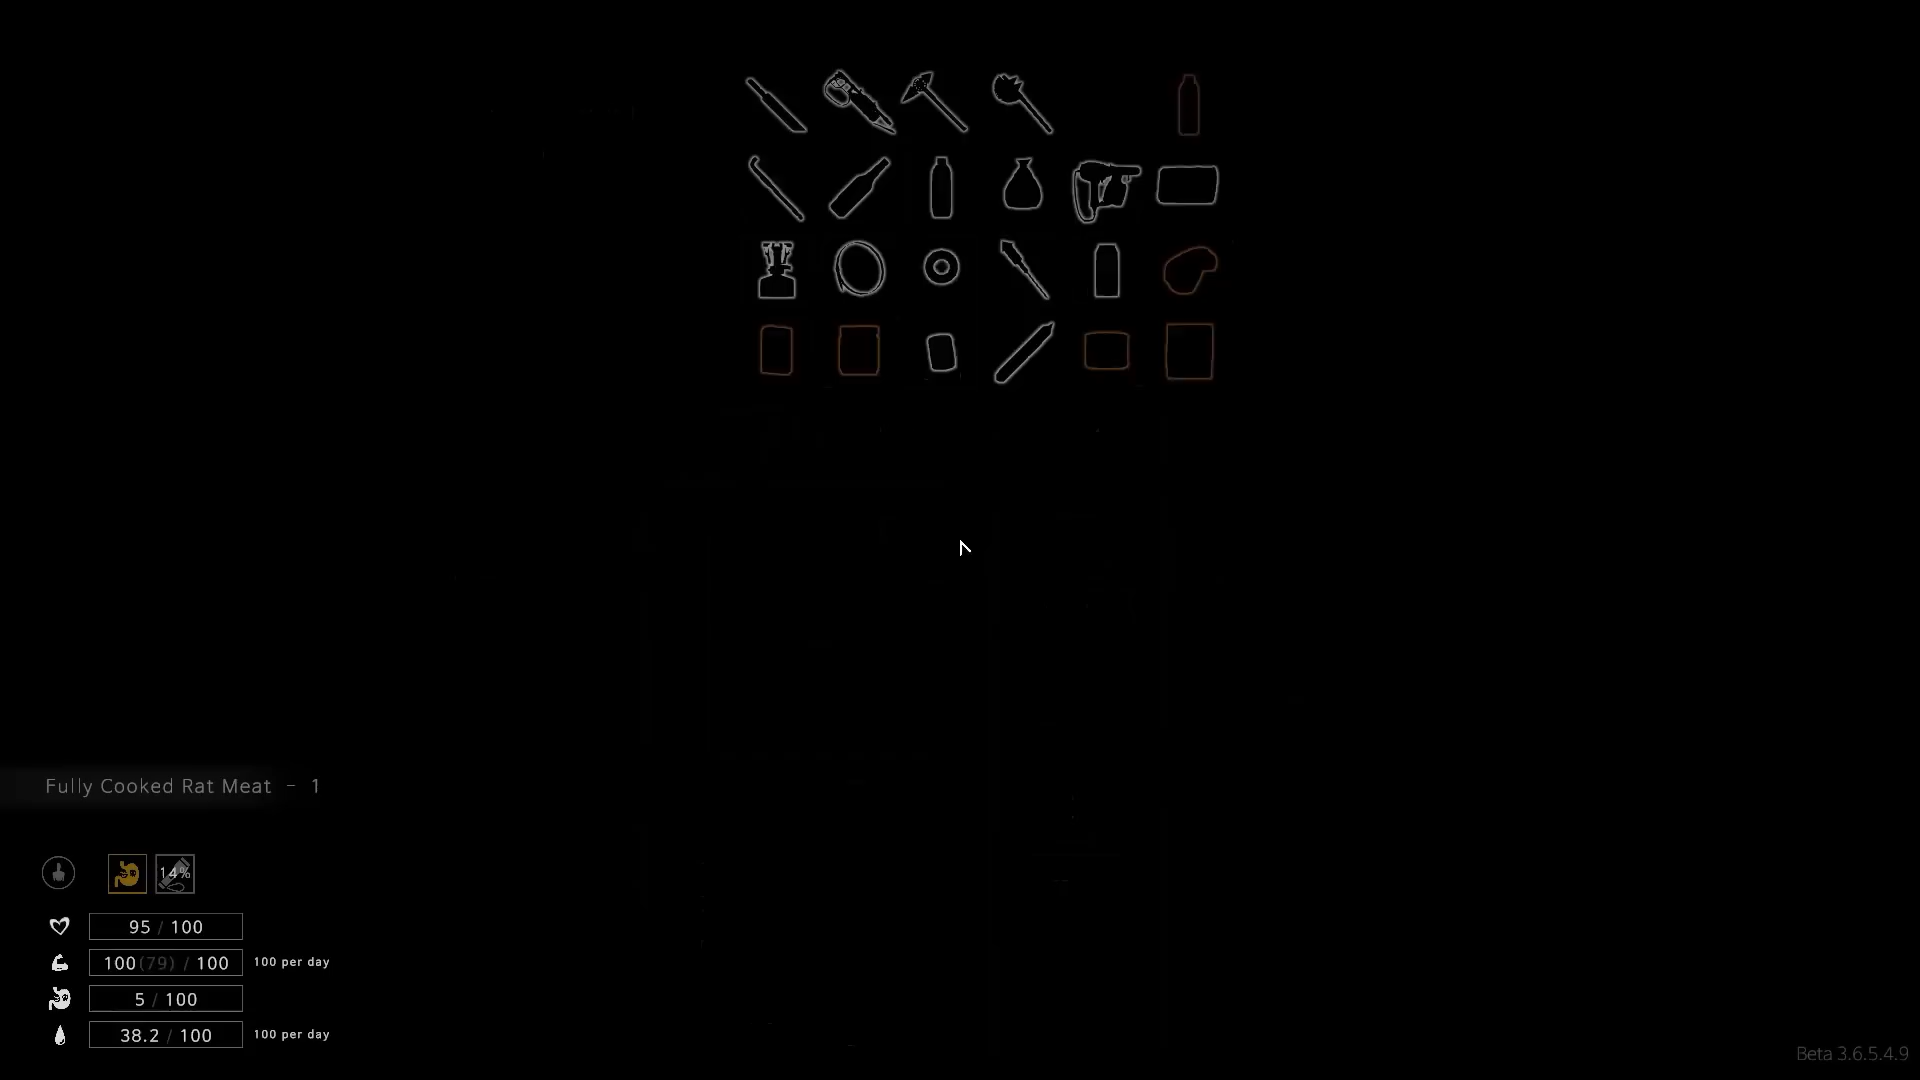 Fully Cooked Rat Meat - 1
14%
95 / 100
100(79) / 100 100 per day
5 / 100
38.2 / 100 100 per day
Beta 3.6.5.4.9